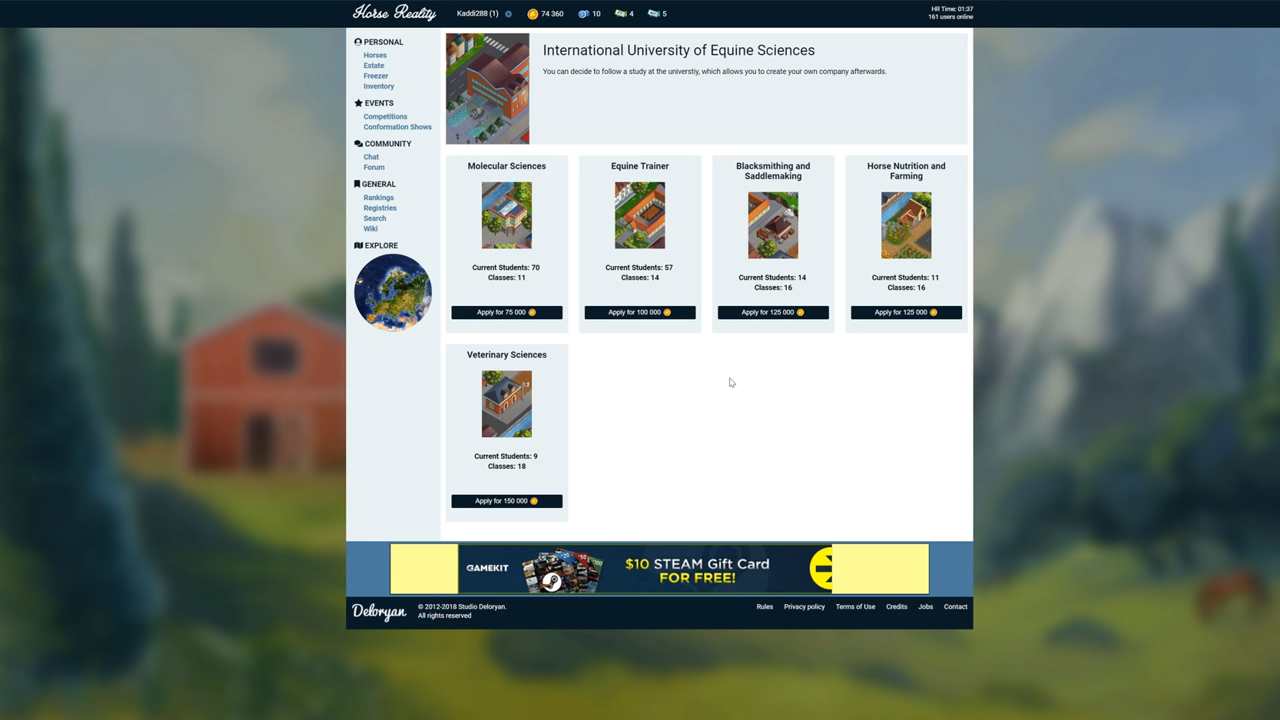 Horse Reality
Kaddi288 (1)
74 360
10
4
5
HR Time: 01:37
161 users online
PERSONAL
Horses
Estate
Freezer
Inventory
EVENTS
Competitions
Conformation Shows
COMMUNITY
Chat
Forum
GENERAL
Rankings
Registries
Search
Wiki
EXPLORE
International University of Equine Sciences
You can decide to follow a study at the universtiy, which allows you to create your own company afterwards.
Molecular Sciences
Current Students: 70
Classes: 11
Apply for 75 000
Equine Trainer
Current Students: 57
Classes: 14
Apply for 100 000
Blacksmithing and
Saddlemaking
Current Students: 14
Classes: 16
Apply for 125 000
Horse Nutrition and
Farming
Current Students: 11
Classes: 16
Apply for 125 000
Veterinary Sciences
Current Students: 9
Classes: 18
Apply for 150 000
GAMEKIT
$10 STEAM Gift Card
FOR FREE!
Deloryan
© 2012-2018 Studio Deloryan.
All rights reserved
Rules
Privacy policy
Terms of Use
Credits
Jobs
Contact